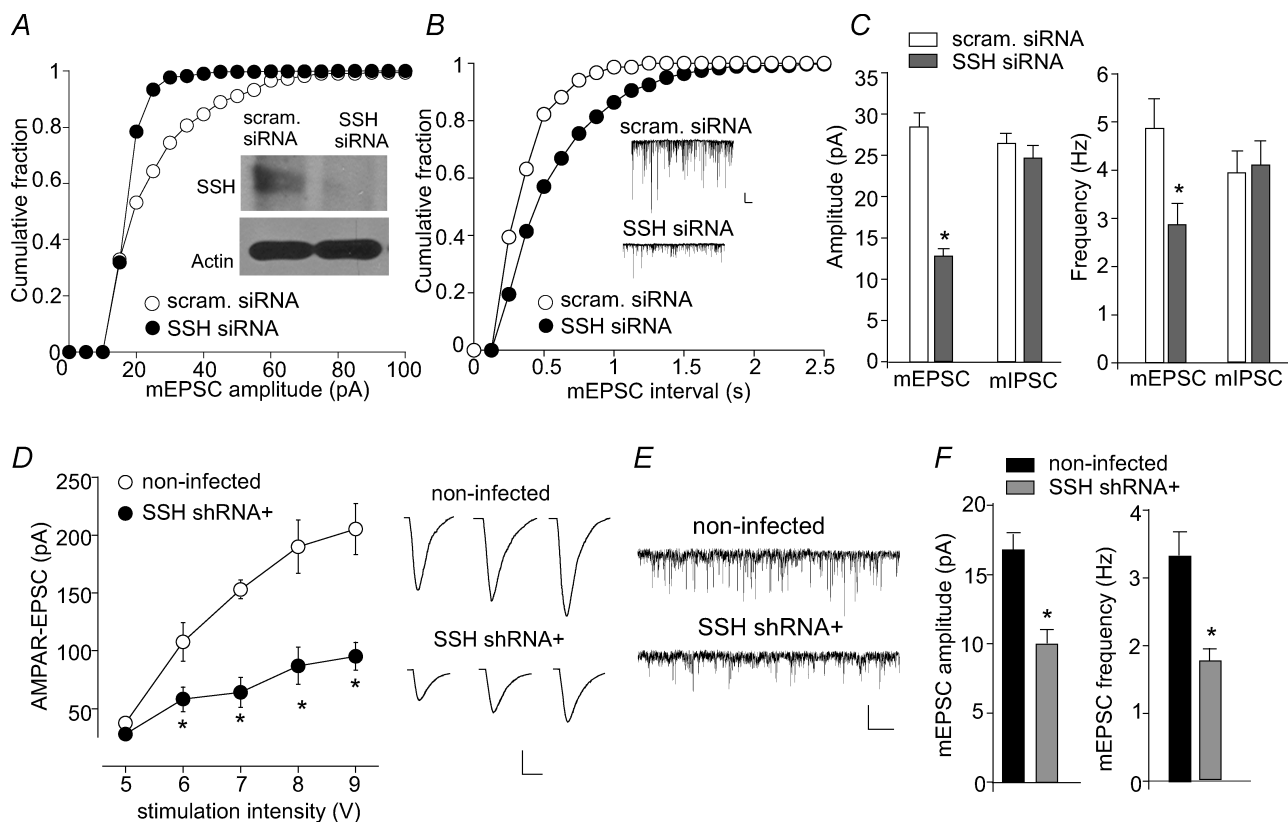 A
Cumulative fraction
1
0.8
0.6
0.4
0.2
0
0
20
40
60
80
100
mEPSC amplitude (pA)
scram. siRNA
SSH siRNA
SSH
Actin
scram. siRNA
SSH siRNA
B
Cumulative fraction
1
0.8
0.6
0.4
0.2
0
0
0.5
1
1.5
2
2.5
mEPSC interval (s)
scram. siRNA
SSH siRNA
scram. siRNA
SSH siRNA
C
scram. siRNA
SSH siRNA
Amplitude (pA)
35
30
25
20
15
10
5
0
*
mEPSC
mIPSC
Frequency (Hz)
6
5
4
3
2
1
0
*
mEPSC
mIPSC
D
AMPAR-EPSC (pA)
250
200
150
100
50
non-infected
SSH shRNA+
* * * *
5
6
7
8
9
stimulation intensity (V)
non-infected
SSH shRNA+
E
non-infected
SSH shRNA+
F
non-infected
SSH shRNA+
mEPSC amplitude (pA)
20
15
10
5
0
*
mEPSC frequency (Hz)
4
3
2
1
0
*